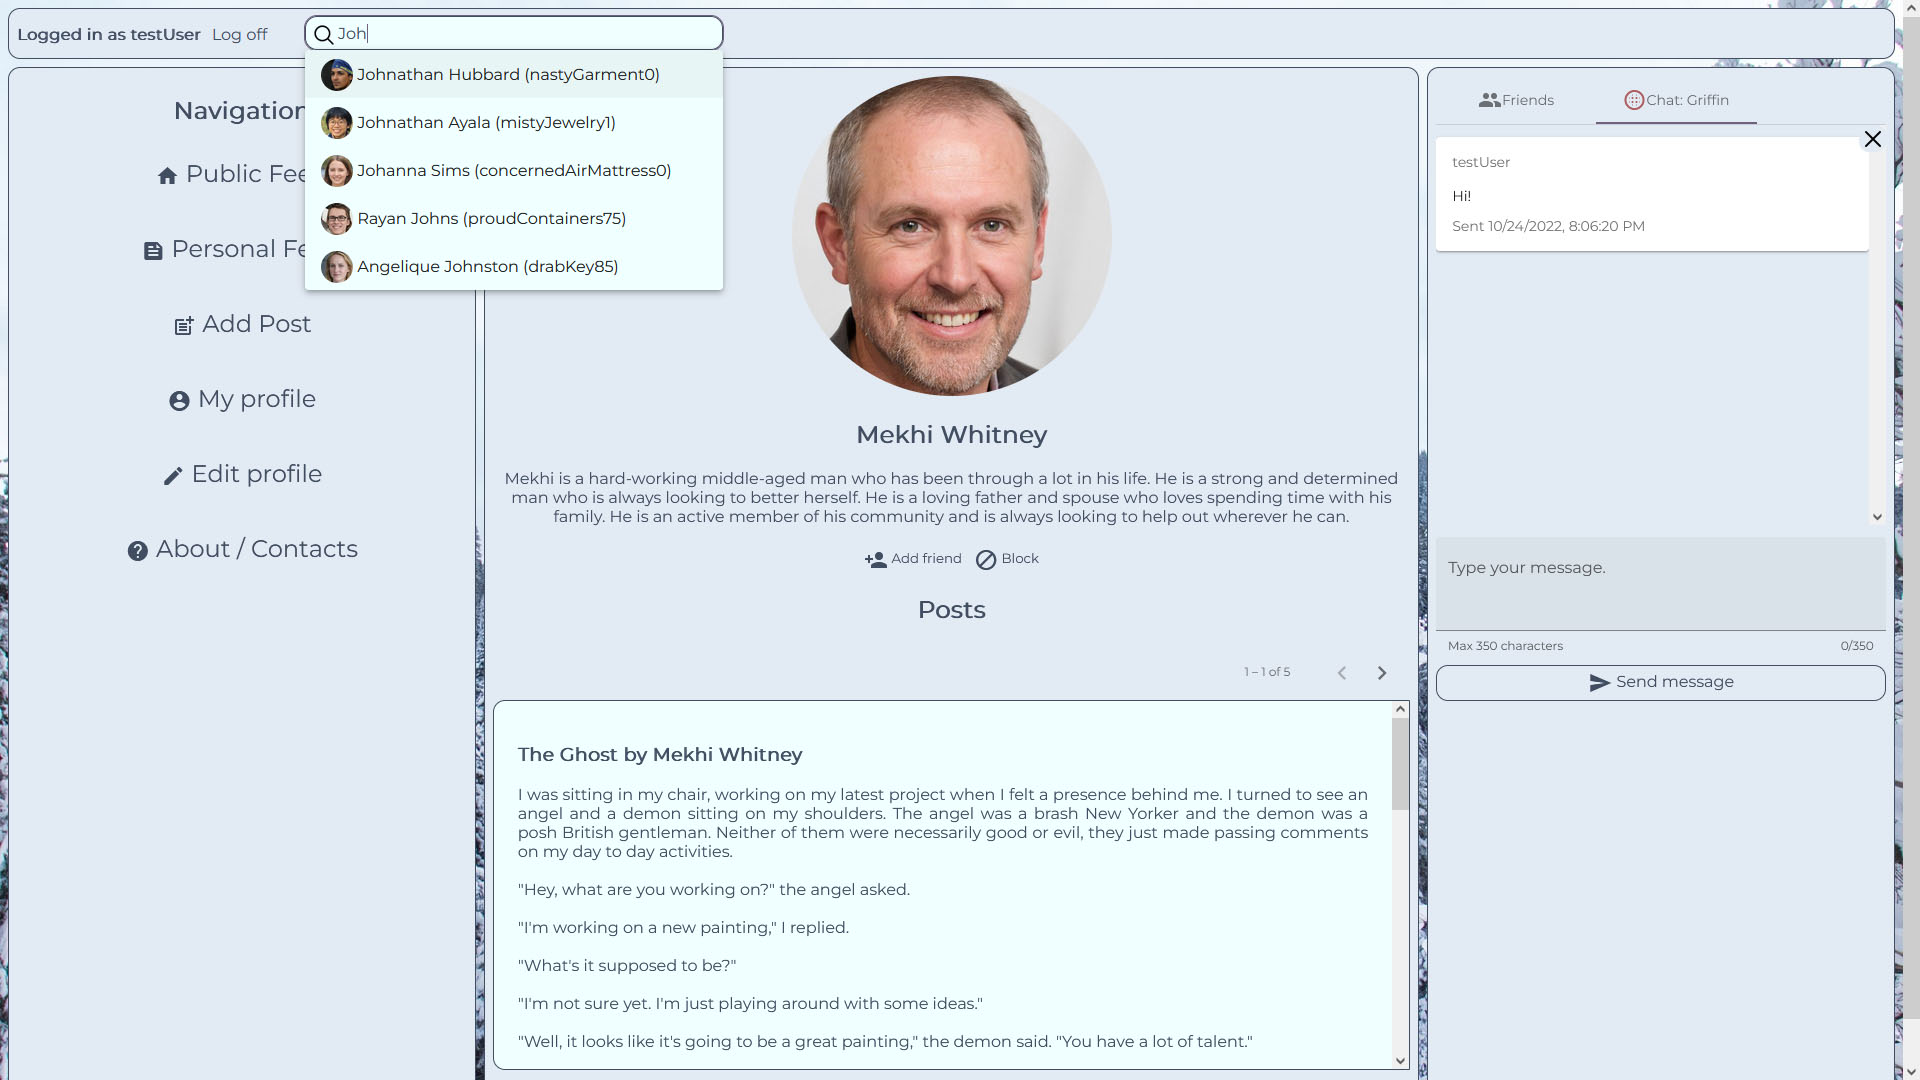 Logged in as testUser Log off
Joh
Johnathan Hubbard (nastyGarment0)
Johnathan Ayala (mistyJewelry1)
Johanna Sims (concernedAirMattress0)
Rayan Johns (proudContainers75)
Angelique Johnston (drabKey85)
Navigation
Public Fee
Personal Fe
Add Post
My profile
Edit profile
About / Contacts
Mekhi Whitney
Mekhi is a hard-working middle-aged man who has been through a lot in his life. He is a strong and determined
man who is always looking to better herself. He is a loving father and spouse who loves spending time with his
family. He is an active member of his community and is always looking to help out wherever he can.
Add friend Block
Posts
1 – 1 of 5
The Ghost by Mekhi Whitney
I was sitting in my chair, working on my latest project when I felt a presence behind me. I turned to see an
angel and a demon sitting on my shoulders. The angel was a brash New Yorker and the demon was a
posh British gentleman. Neither of them were necessarily good or evil, they just made passing comments
on my day to day activities.
"Hey, what are you working on?" the angel asked.
"I'm working on a new painting," I replied.
"What's it supposed to be?"
"I'm not sure yet. I'm just playing around with some ideas."
"Well, it looks like it's going to be a great painting," the demon said. "You have a lot of talent."
Friends
Chat: Griffin
testUser
Hi!
Sent 10/24/2022, 8:06:20 PM
Type your message.
Max 350 characters
0/350
Send message